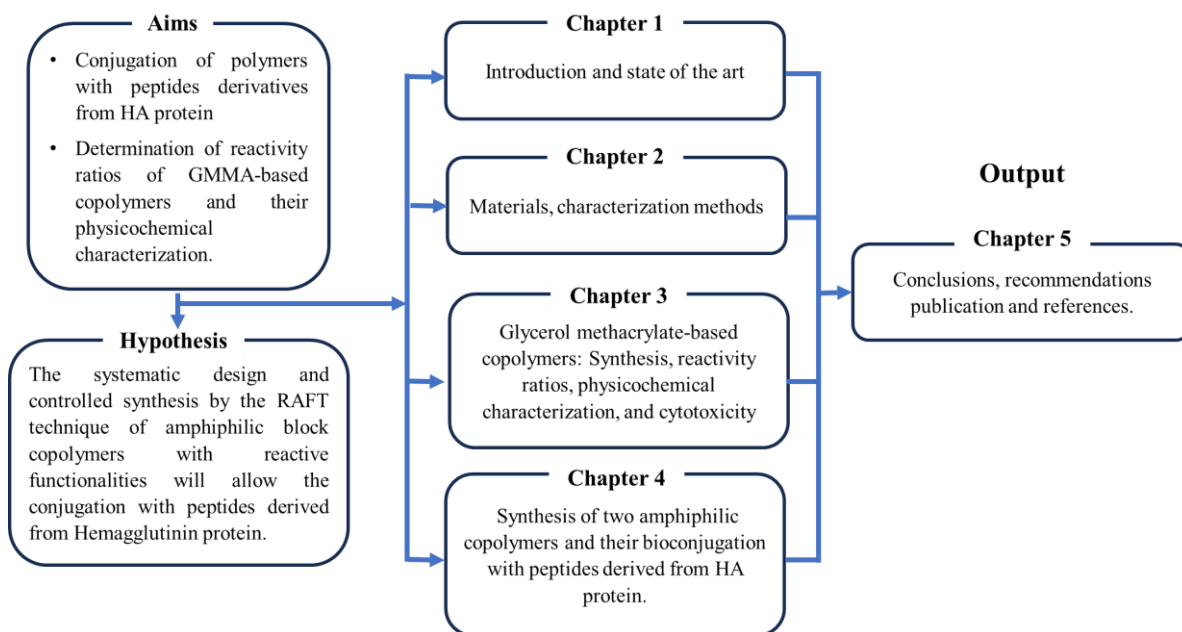 Aims
• Conjugation of polymers
with peptides derivatives
from HA protein
• Determination of reactivity
ratios of GMMA-based
copolymers and their
physicochemical
characterization.
Hypothesis
The systematic design and
controlled synthesis by the RAFT
technique of amphiphilic block
copolymers with reactive
functionalities will allow the
conjugation with peptides derived
from Hemagglutinin protein.
Chapter 1
Introduction and state of the art
Chapter 2
Materials, characterization methods
Chapter 3
Glycerol methacrylate-based
copolymers: Synthesis, reactivity
ratios, physicochemical
characterization, and cytotoxicity
Chapter 4
Synthesis of two amphiphilic
copolymers and their bioconjugation
with peptides derived from HA
protein.
Output
Chapter 5
Conclusions, recommendations
publication and references.